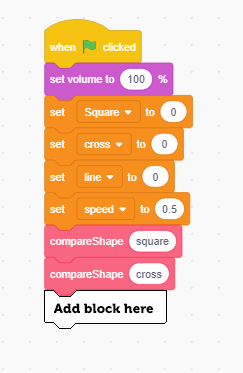 when clicked
set volume to 100 %
set Square to 0
set cross to 0
set line to 0
set speed to 0.5
compareShape square
compareShape cross
Add block here